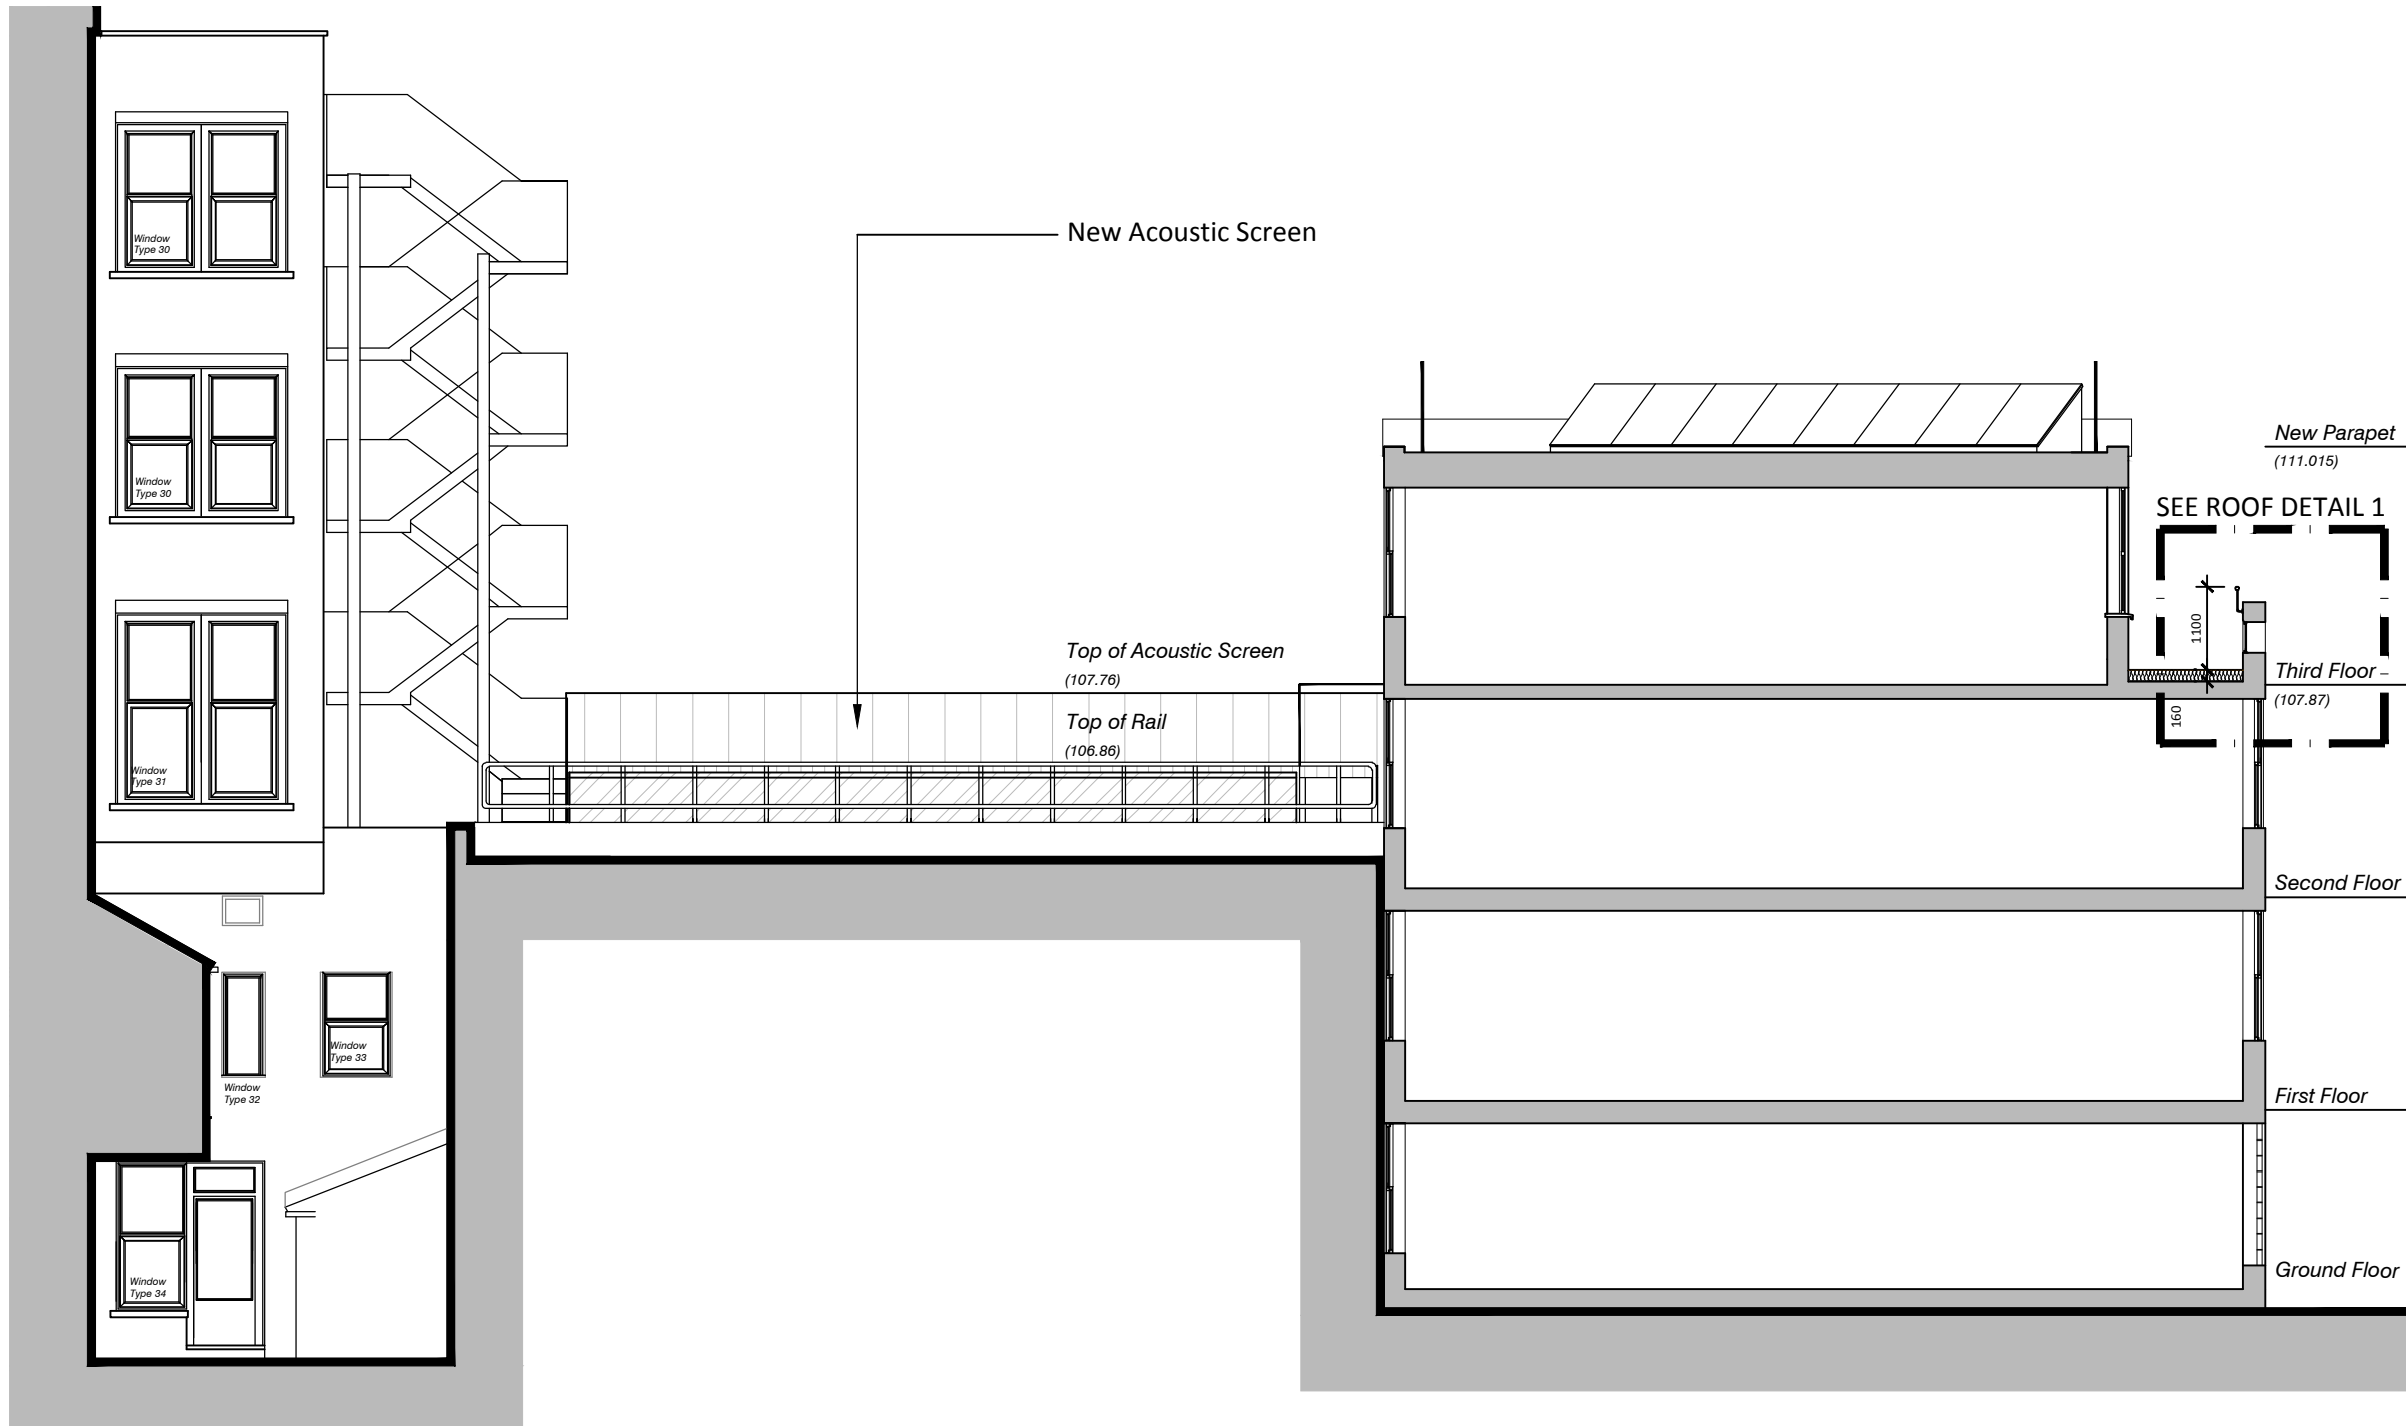 Window
Type 30
New Acoustic Screen
New Parapet
(111.015)
Window
Type 30
SEE ROOF DETAIL 1
1100
Top of Acoustic Screen
(107.76)
Third Floor
(107.87)
160
Top of Rail
(106.86)
Window
Type 31
Second Floor
Window
Type 33
Window
Type 32
First Floor
Window
Type 34
Ground Floor